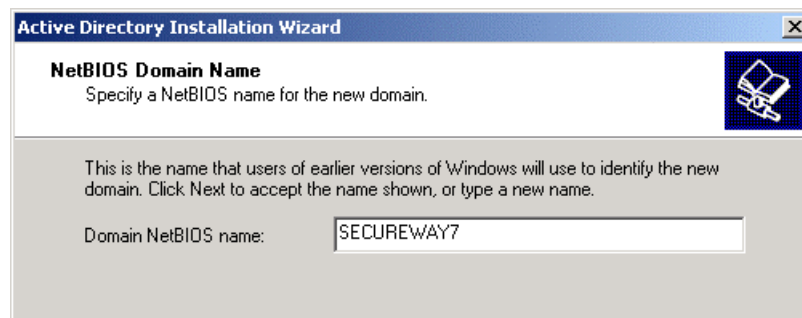 Active Directory Installation Wizard
NetBIOS Domain Name
Specify a NetBIOS name for the new domain.
This is the name that users of earlier versions of Windows will use to identify the new
domain. Click Next to accept the name shown, or type a new name.
Domain NetBIOS name: SECUREWAY7